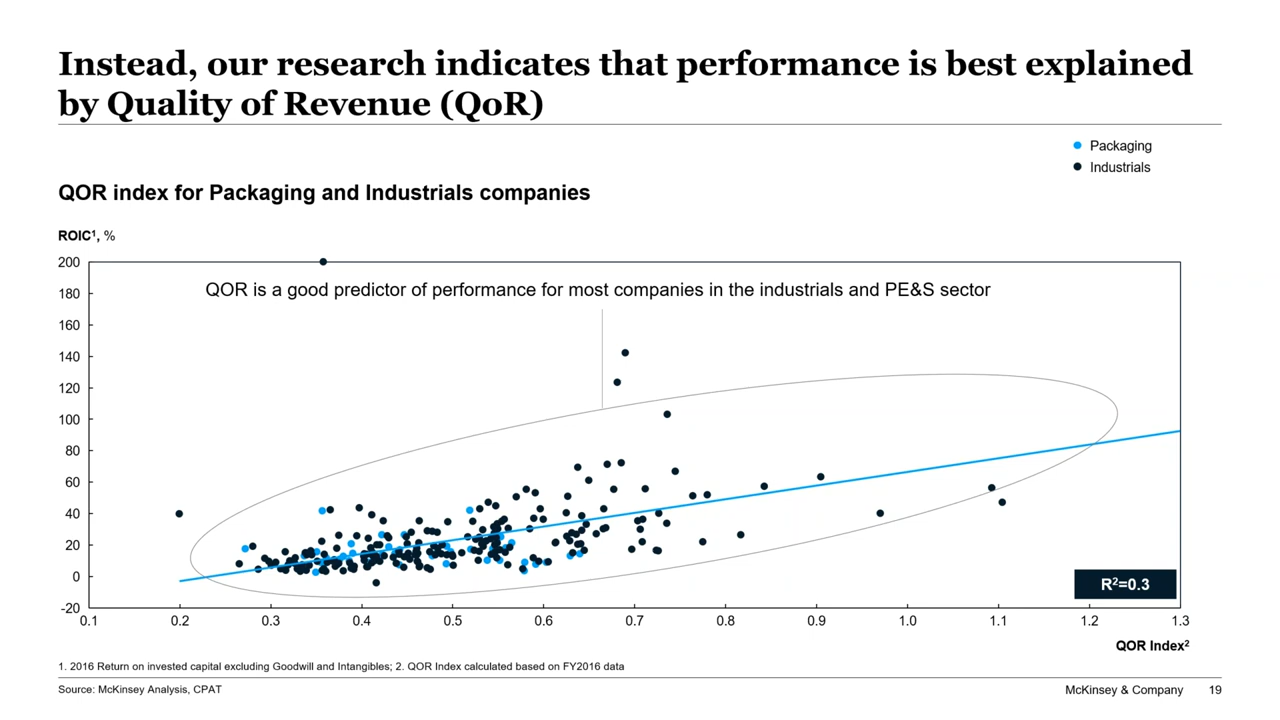 Instead, our research indicates that performance is best explained
by Quality of Revenue (QoR)
Packaging
Industrials
QOR index for Packaging and Industrials companies
ROIC¹, %
QOR is a good predictor of performance for most companies in the industrials and PE&S sector
200
180
160
140
120
100
80
60
40
20
0
-20
R²=0.3
0.1 0.2 0.3 0.4 0.5 0.6 0.7 0.8 0.9 1.0 1.1 1.2 1.3
QOR Index²
1. 2016 Return on invested capital excluding Goodwill and Intangibles; 2. QOR Index calculated based on FY2016 data
Source: McKinsey Analysis, CPAT
McKinsey & Company 19